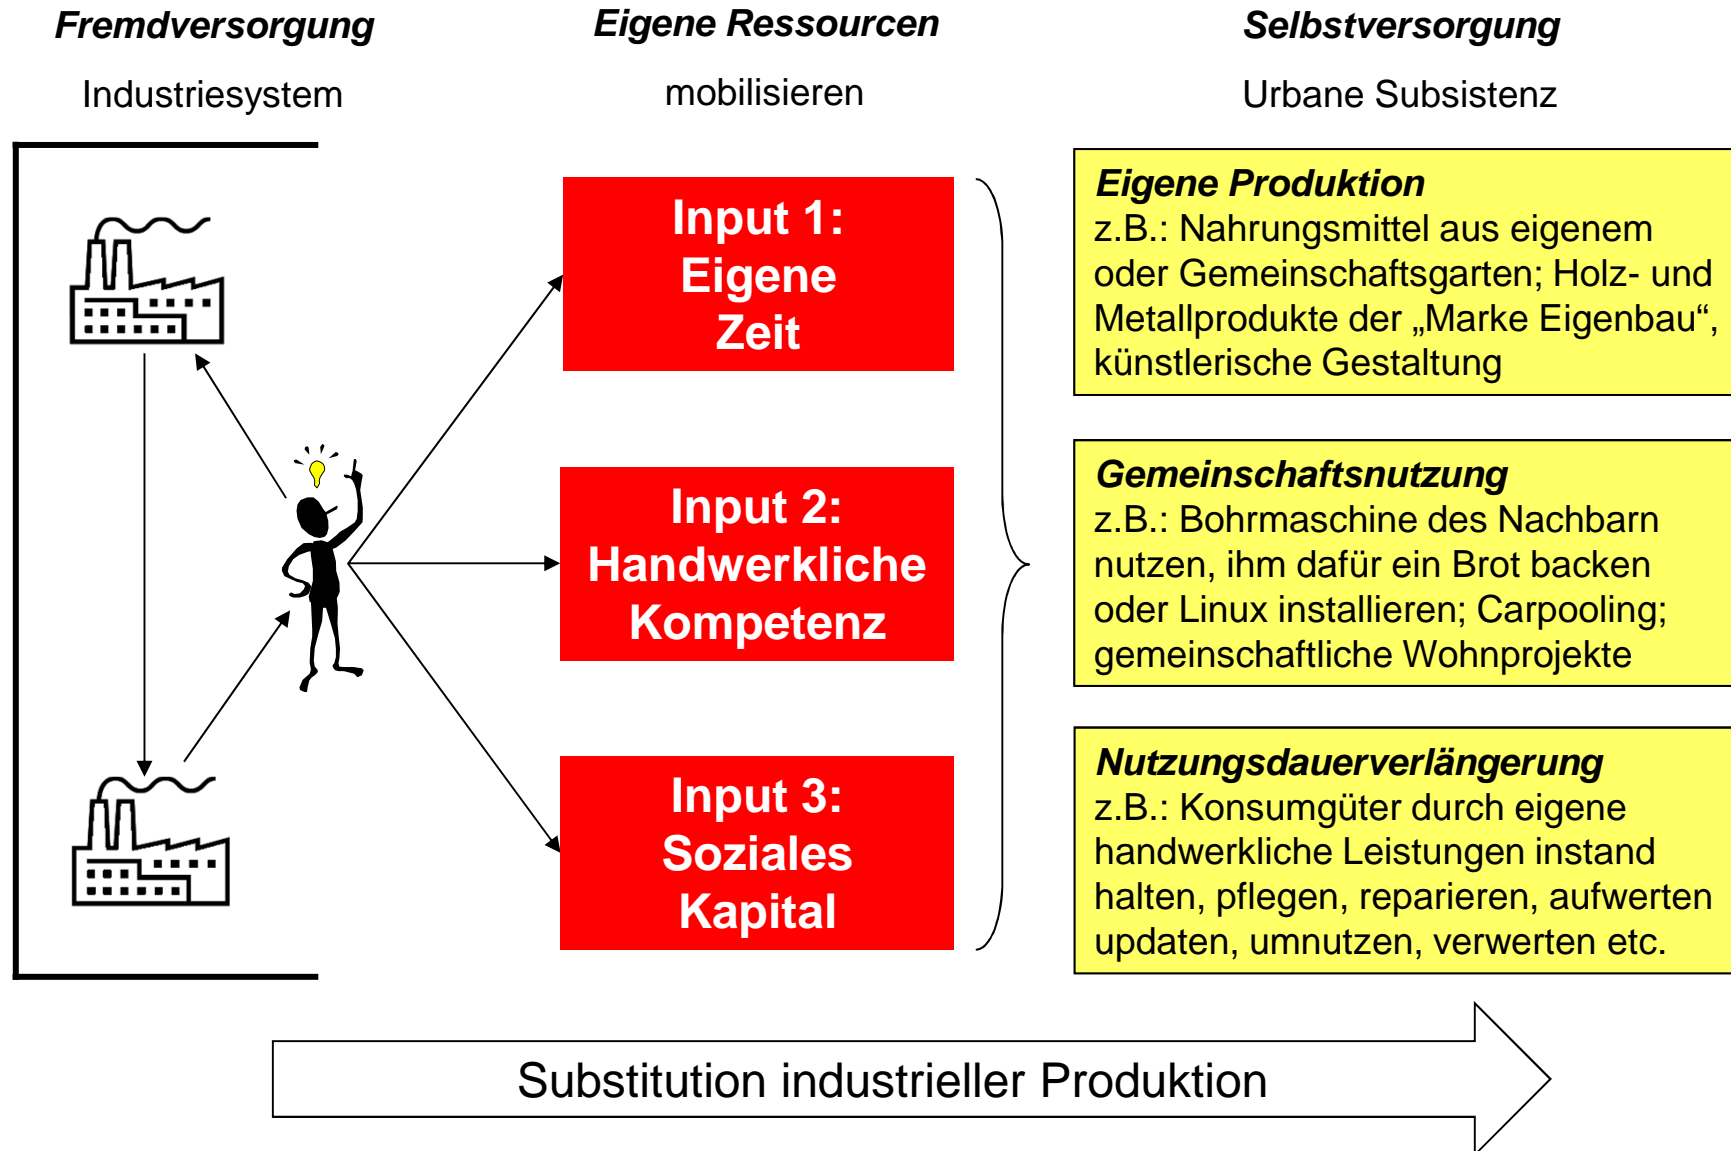 Fremdversorgung
Industriesystem
Eigene Ressourcen
mobilisieren
Selbstversorgung
Urbane Subsistenz
Input 1:
Eigene
Zeit
Input 2:
Handwerkliche
Kompetenz
Input 3:
Soziales
Kapital
Eigene Produktion
z.B.: Nahrungsmittel aus eigenem
oder Gemeinschaftsgarten; Holz- und
Metallprodukte der „Marke Eigenbau“,
künstlerische Gestaltung
Gemeinschaftsnutzung
z.B.: Bohrmaschine des Nachbarn
nutzen, ihm dafür ein Brot backen
oder Linux installieren; Carpooling;
gemeinschaftliche Wohnprojekte
Nutzungsdauerverlängerung
z.B.: Konsumgüter durch eigene
handwerkliche Leistungen instand
halten, pflegen, reparieren, aufwerten
updaten, umnutzen, verwerten etc.
Substitution industrieller Produktion